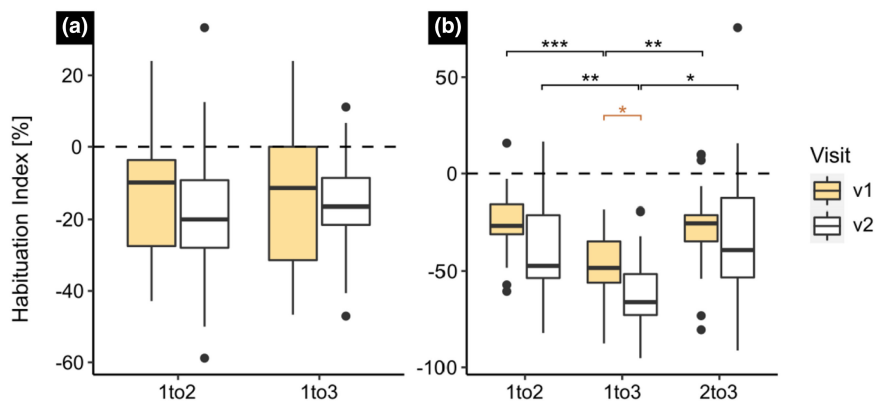 (a)
(b)
Habituation Index [%]
20
0
-20
-40
-60
1to2
1to3
***
**
**
*
*
50
0
-50
-100
1to2
1to3
2to3
Visit
v1
v2